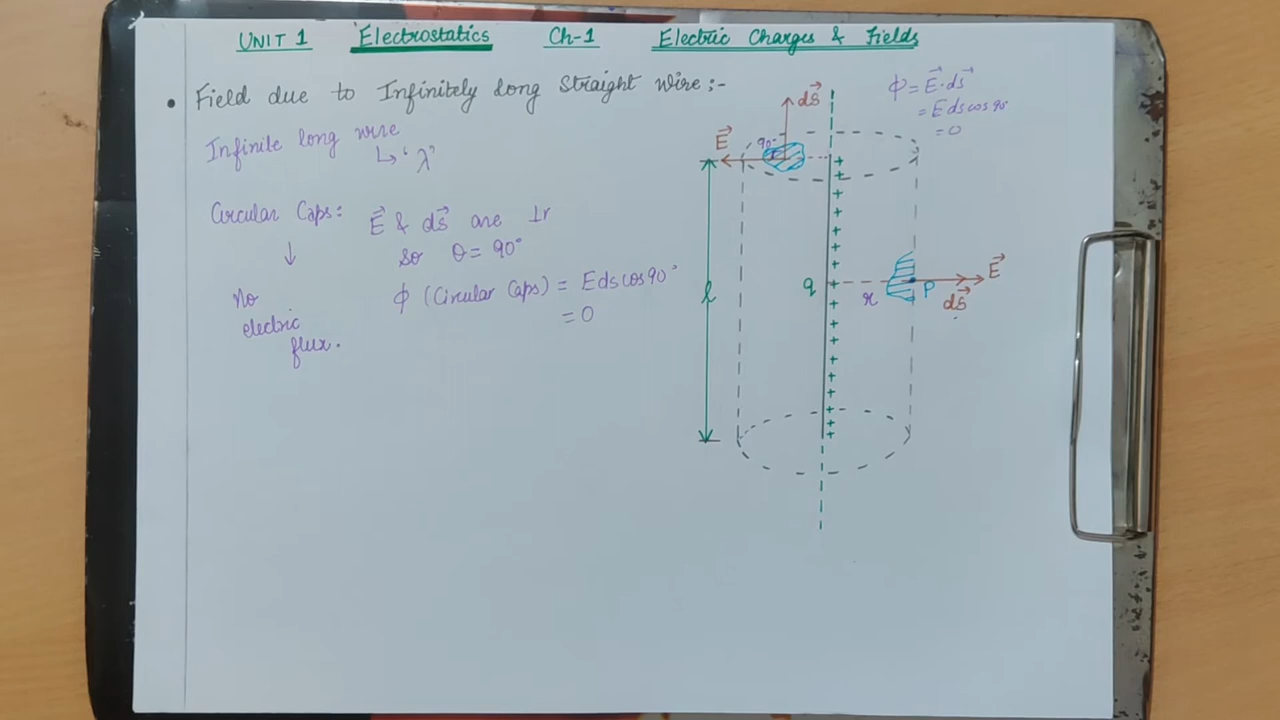 UNIT 1 Electrostatics Ch-1 Electric Charges & Fields
• Field due to Infinitely long Straight Wire :-
Infinite long wire
↳ 'λ'
Circular Caps: E⃗ & ds⃗ are ⊥r
↓ so θ = 90°
No electric flux.
ϕ (Circular Caps) = E ds cos 90°
= 0
ϕ = E⃗ · ds⃗
= E ds cos 90
= 0
ds⃗
E⃗
90°
l
q
r
P
E⃗
ds⃗